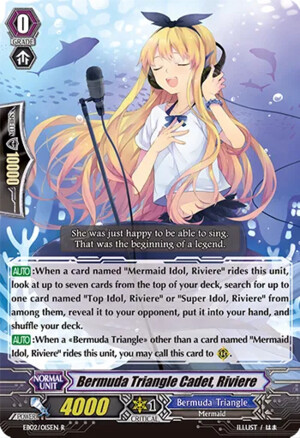 0
GRADE
10000
She was just happy to be able to sing.
That was the beginning of a legend.
AUTO:When a card named "Mermaid Idol, Riviere" rides this unit,
look at up to seven cards from the top of your deck, search for up
to one card named "Top Idol, Riviere" or "Super Idol, Riviere" from
among them, reveal it to your opponent, put it into your hand, and
shuffle your deck.
AUTO:When a «Bermuda Triangle» other than a card named "Mermaid
Idol, Riviere" rides this unit, you may call this card to R.
NORMAL
UNIT
Bermuda Triangle Cadet, Riviere
POWER
4000
1
CRITICAL
Bermuda Triangle
Mermaid
EB02/015EN R